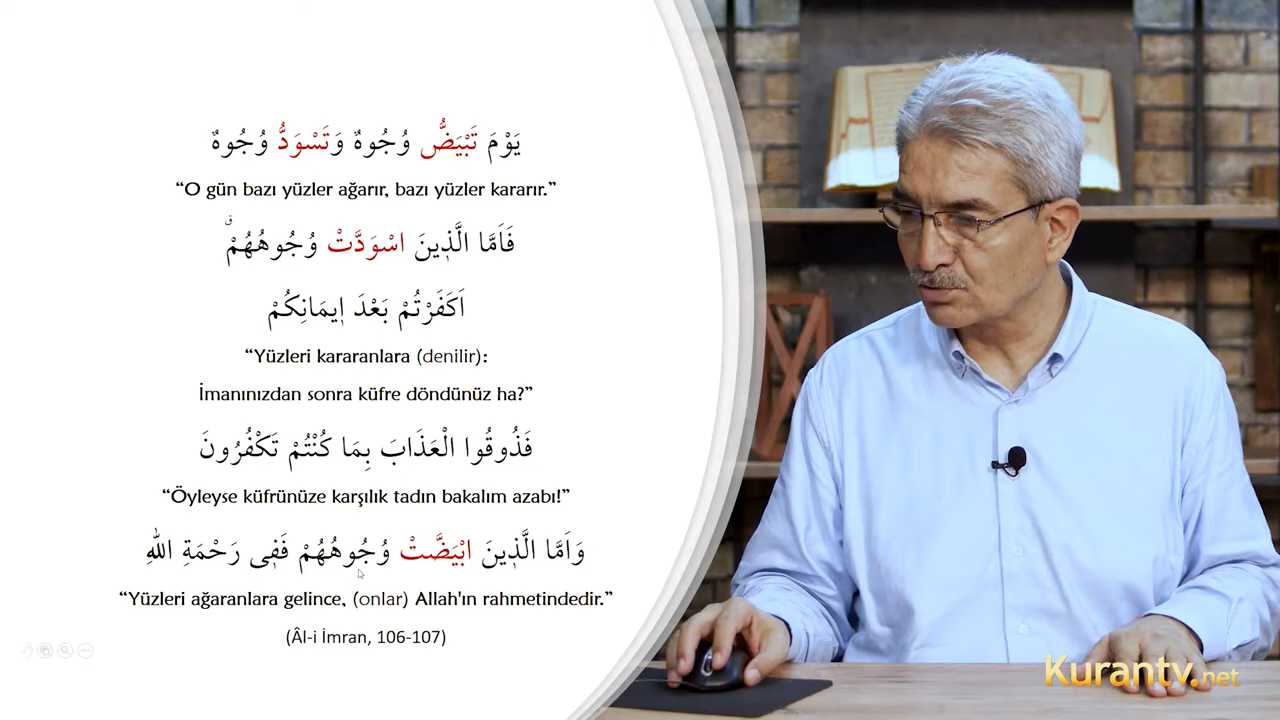 يَوْمَ تَبْيَضُّ وُجُوهٌ وَتَسْوَدُّ وُجُوهٌ
“O gün bazı yüzler ağarır, bazı yüzler kararır.”
فَاَمَّا الَّذ۪ينَ اسْوَدَّتْ وُجُوهُهُمْۗ
اَكَفَرْتُمْ بَعْدَ ا۪يمَانِكُمْ
“Yüzleri kararanlara (denilir):
İmanınızdan sonra küfre döndünüz ha?”
فَذُوقُوا الْعَذَابَ بِمَا كُنْتُمْ تَكْفُرُونَ
“Öyleyse küfrünüze karşılık tadın bakalım azabı!”
وَاَمَّا الَّذ۪ينَ ابْيَضَّتْ وُجُوهُهُمْ فَف۪ى رَحْمَةِ اللّٰهِ
“Yüzleri ağaranlara gelince, (onlar) Allah'ın rahmetindedir.”
(Âl-i İmran, 106-107)
Kurantv.net